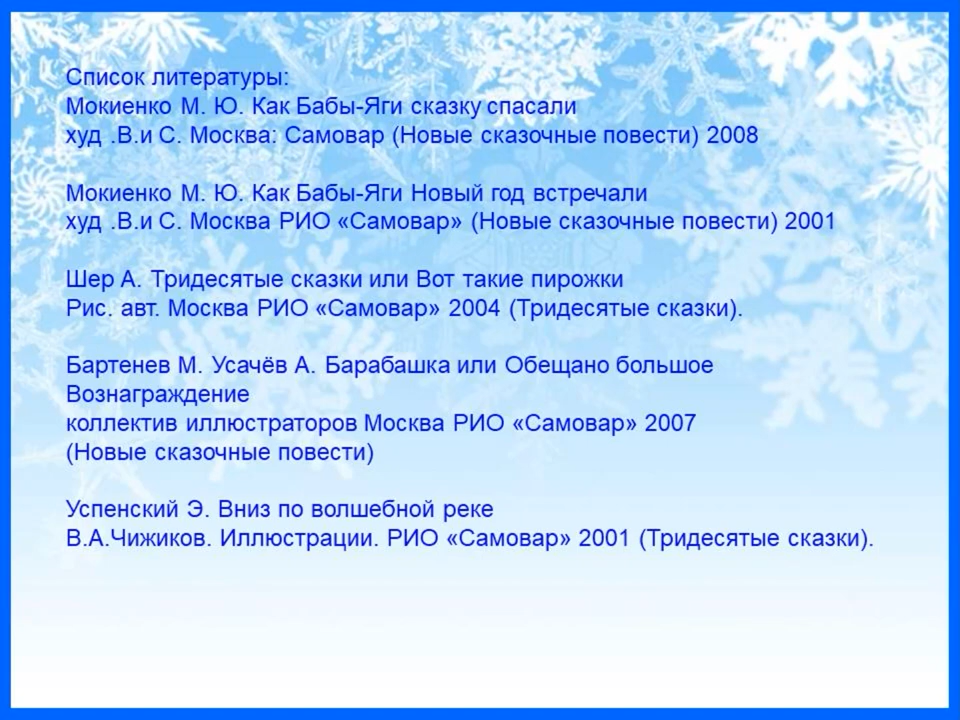 Список литературы:
Мокиенко М. Ю. Как Бабы-Яги сказку спасали
худ .В.и С. Москва: Самовар (Новые сказочные повести) 2008
Мокиенко М. Ю. Как Бабы-Яги Новый год встречали
худ .В.и С. Москва РИО «Самовар» (Новые сказочные повести) 2001
Шер А. Тридесятые сказки или Вот такие пирожки
Рис. авт. Москва РИО «Самовар» 2004 (Тридесятые сказки).
Бартенев М. Усачёв А. Барабашка или Обещано большое
Вознаграждение
коллектив иллюстраторов Москва РИО «Самовар» 2007
(Новые сказочные повести)
Успенский Э. Вниз по волшебной реке
В.А.Чижиков. Иллюстрации. РИО «Самовар» 2001 (Тридесятые сказки).